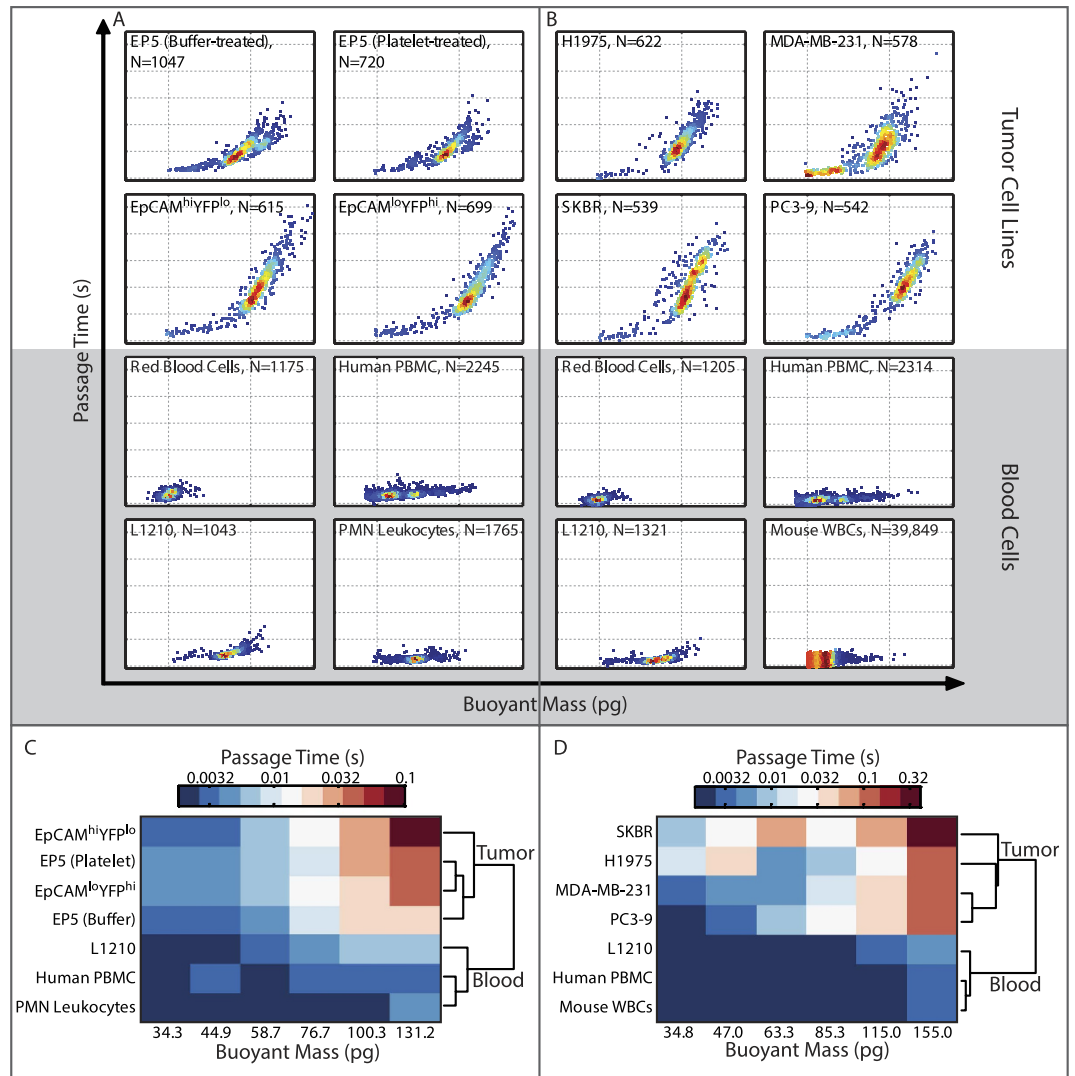 A
EP5 (Buffer-treated),
N=1047
EP5 (Platelet-treated),
N=720
EpCAMhiYFPlo, N=615
EpCAMloYFPhi, N=699
Red Blood Cells, N=1175
Human PBMC, N=2245
L1210, N=1043
PMN Leukocytes, N=1765
B
H1975, N=622
MDA-MB-231, N=578
SKBR, N=539
PC3-9, N=542
Red Blood Cells, N=1205
Human PBMC, N=2314
L1210, N=1321
Mouse WBCs, N=39,849
Tumor Cell Lines
Blood Cells
Passage Time (s)
Buoyant Mass (pg)
C
Passage Time (s)
0.0032 0.01 0.032 0.1
EpCAMhiYFPlo
EP5 (Platelet)
EpCAMloYFPhi
EP5 (Buffer)
L1210
Human PBMC
PMN Leukocytes
Tumor
Blood
34.3 44.9 58.7 76.7 100.3 131.2
Buoyant Mass (pg)
D
Passage Time (s)
0.0032 0.01 0.032 0.1 0.32
SKBR
H1975
MDA-MB-231
PC3-9
L1210
Human PBMC
Mouse WBCs
Tumor
Blood
34.8 47.0 63.3 85.3 115.0 155.0
Buoyant Mass (pg)